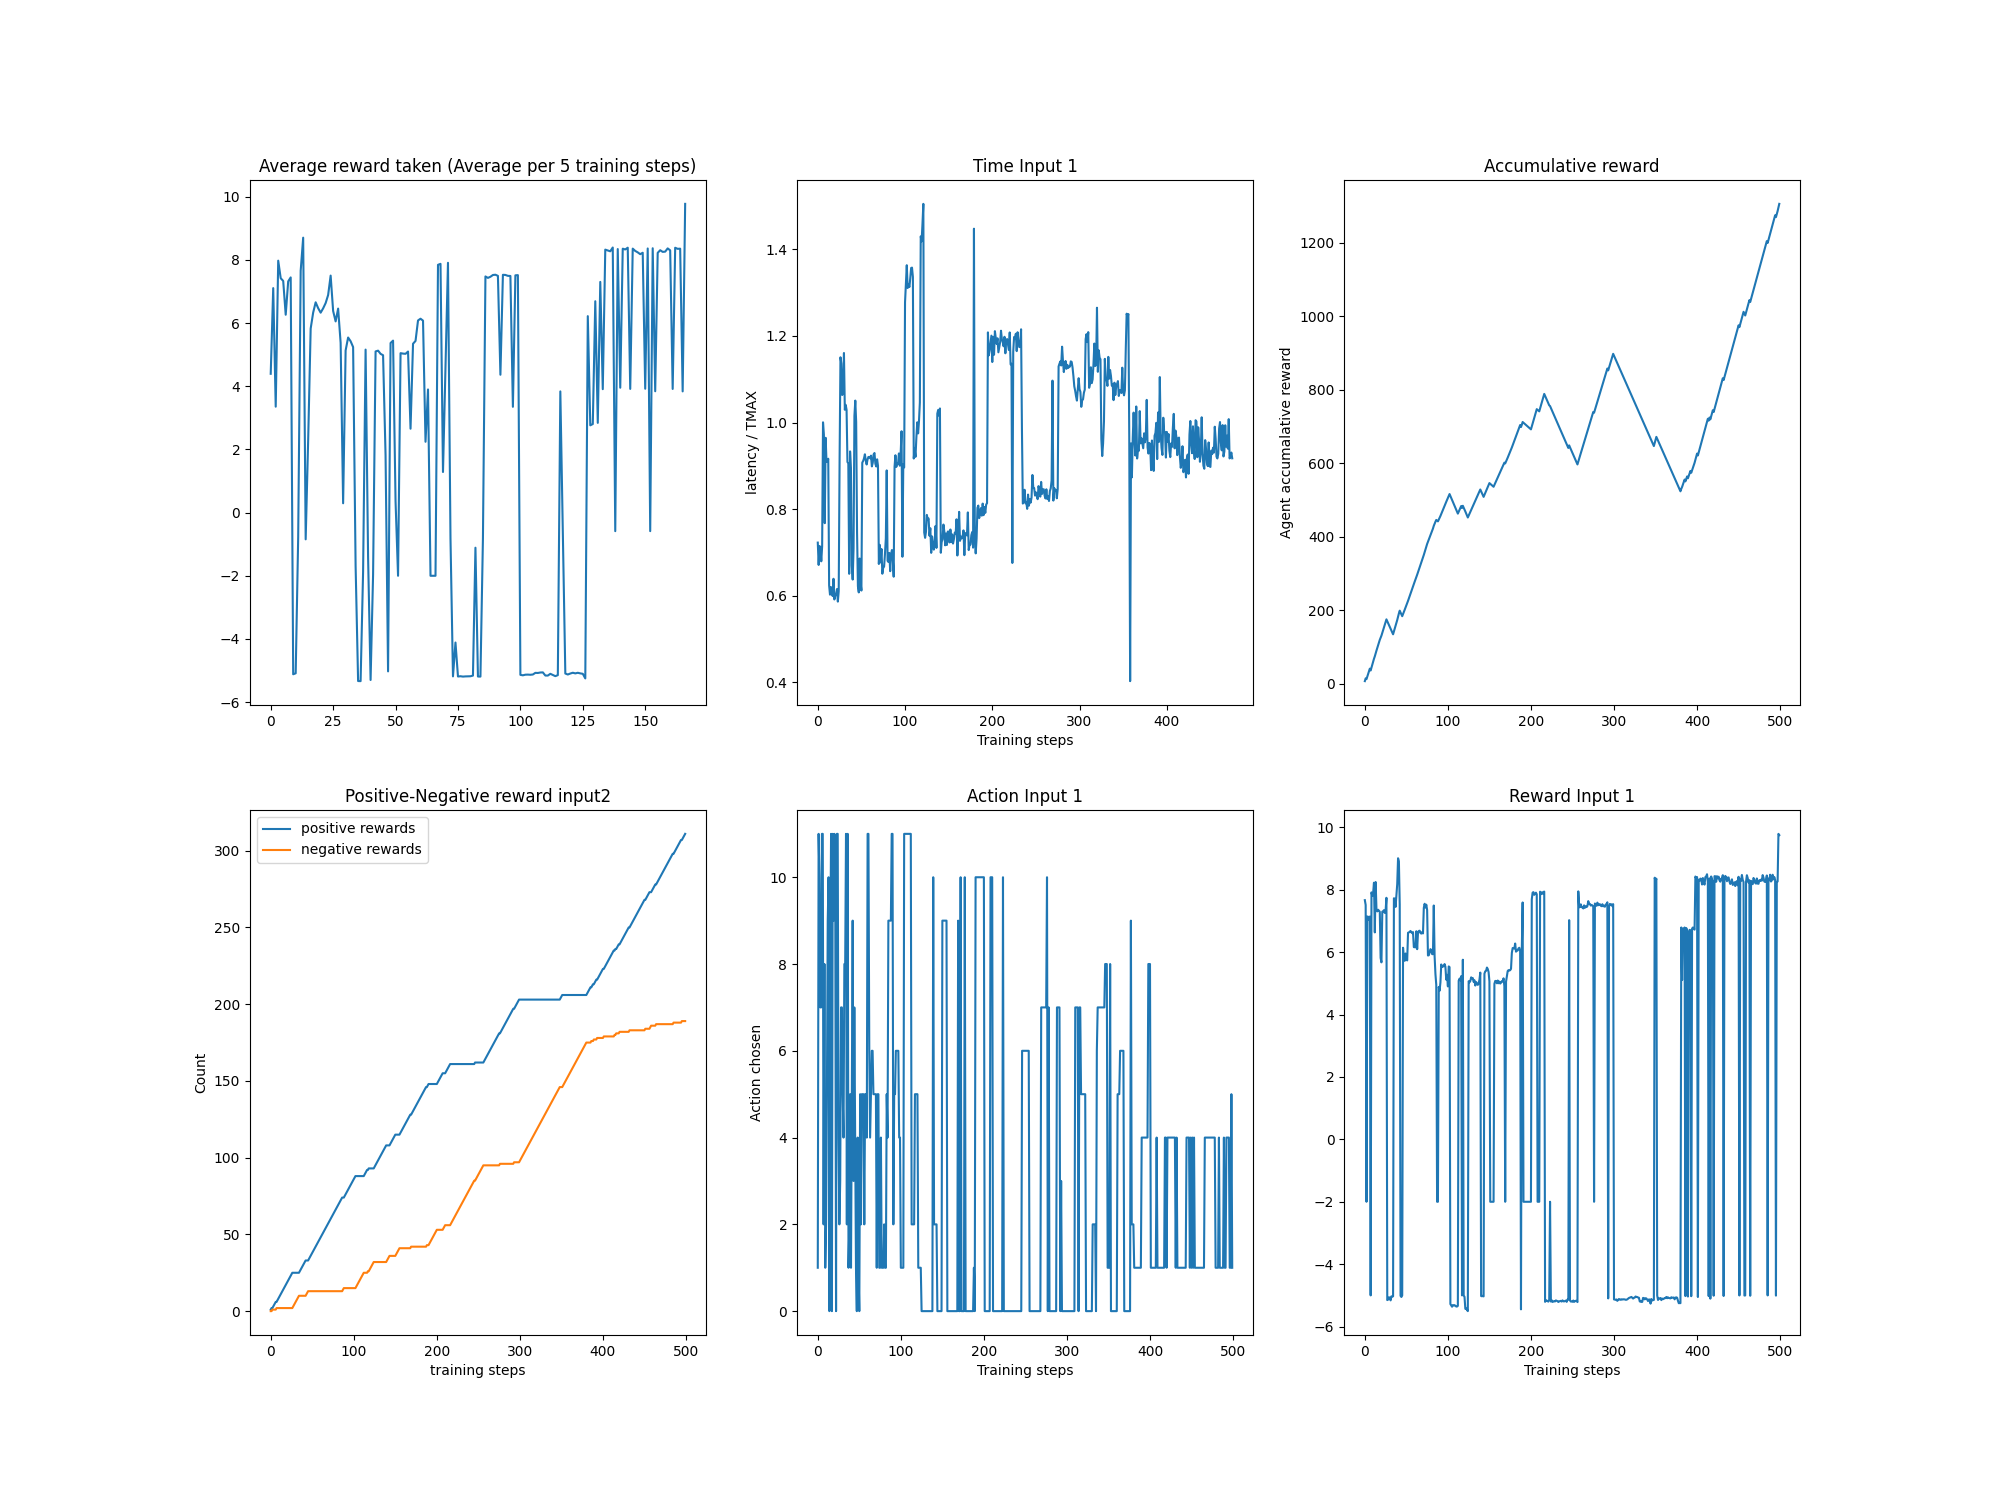 Average reward taken (Average per 5 training steps)
10
8
6
4
2
0
−2
−4
−6
0 25 50 75 100 125 150
Time Input 1
latency / TMAX
1.4
1.2
1.0
0.8
0.6
0.4
0 100 200 300 400
Training steps
Accumulative reward
Agent accumalative reward
1200
1000
800
600
400
200
0
0 100 200 300 400 500
Positive-Negative reward input2
positive rewards
negative rewards
Count
300
250
200
150
100
50
0
0 100 200 300 400 500
training steps
Action Input 1
Action chosen
10
8
6
4
2
0
0 100 200 300 400 500
Training steps
Reward Input 1
10
8
6
4
2
0
−2
−4
−6
0 100 200 300 400 500
Training steps